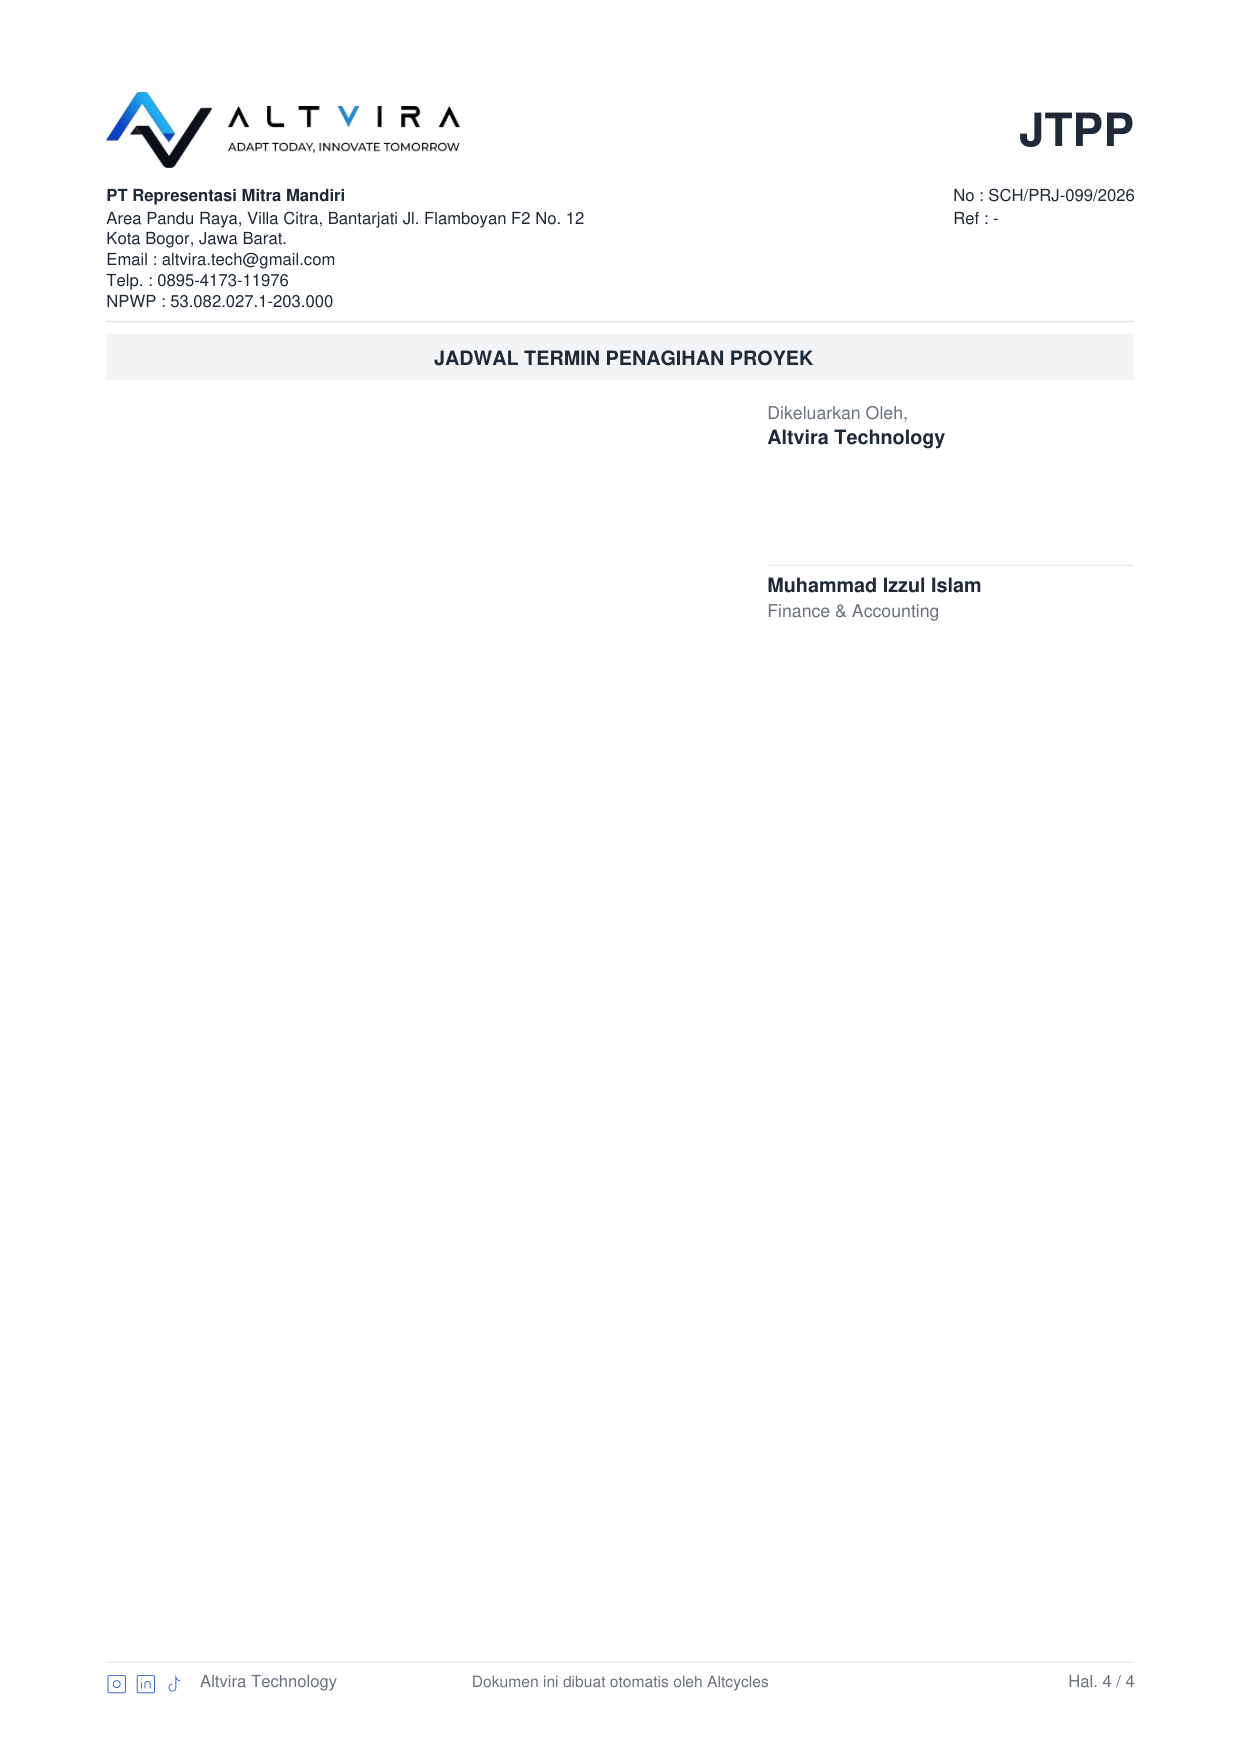 ALTVIRA
ADAPT TODAY, INNOVATE TOMORROW
JTPP
PT Representasi Mitra Mandiri
Area Pandu Raya, Villa Citra, Bantarjati Jl. Flamboyan F2 No. 12
Kota Bogor, Jawa Barat.
Email : altvira.tech@gmail.com
Telp. : 0895-4173-11976
NPWP : 53.082.027.1-203.000
No : SCH/PRJ-099/2026
Ref : -
JADWAL TERMIN PENAGIHAN PROYEK
Dikeluarkan Oleh,
Altvira Technology
Muhammad Izzul Islam
Finance & Accounting
Altvira Technology
Dokumen ini dibuat otomatis oleh Altcycles
Hal. 4 / 4